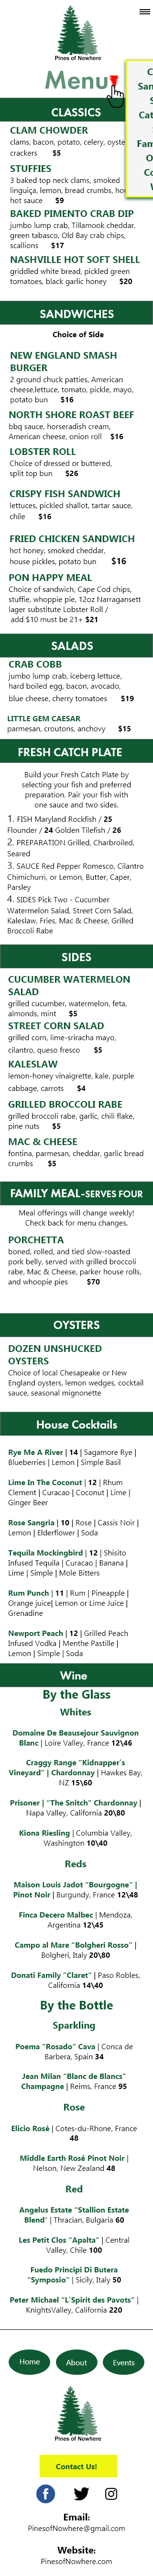 Pines of Nowhere
Menu
CLASSICS
CLAM CHOWDER
clams, bacon, potato, celery, oyster
crackers $5
STUFFIES
3 baked top neck clams, smoked
linguiça, lemon, bread crumbs,
hot sauce $9
BAKED PIMENTO CRAB DIP
jumbo lump crab, Tillamook cheddar,
green tabasco, Old Bay crab chips,
scallions $17
NASHVILLE HOT SOFT SHELL
griddled white bread, pickled green
tomatoes, black garlic honey $20
SANDWICHES
Choice of Side
NEW ENGLAND SMASH
BURGER
2 ground chuck patties, American
cheese,lettuce, tomato, pickle, mayo,
potato bun $16
NORTH SHORE ROAST BEEF
bbq sauce, horseradish cream,
American cheese, onion roll $16
LOBSTER ROLL
Choice of dressed or buttered,
split top bun $26
CRISPY FISH SANDWICH
lettuces, pickled shallot, tartar sauce,
chile $16
FRIED CHICKEN SANDWICH
hot honey, smoked cheddar,
house pickles, potato bun $16
PON HAPPY MEAL
Choice of sandwich, Cape Cod chips,
stuffie, whoopie pie, 12oz Narragansett
lager substitute Lobster Roll /
add $10 must be 21+ $21
SALADS
CRAB COBB
jumbo lump crab, iceberg lettuce,
hard boiled egg, bacon, avocado,
blue cheese, cherry tomatoes $19
LITTLE GEM CAESAR
parmesan, croutons, anchovy $15
FRESH CATCH PLATE
Build your Fresh Catch Plate by
selecting your fish and preferred
preparation. Pair your fish with
one sauce and two sides.
1. FISH Maryland Rockfish / 25
Flounder / 24 Golden Tilefish / 26
2. PREPARATION Grilled, Charbroiled,
Seared
3. SAUCE Red Pepper Romesco, Cilantro
Chimichurri, or Lemon, Butter, Caper,
Parsley
4. SIDES Pick Two - Cucumber
Watermelon Salad, Street Corn Salad,
Kaleslaw, Fries, Mac & Cheese, Grilled
Broccoli Rabe
SIDES
CUCUMBER WATERMELON
SALAD
grilled cucumber, watermelon, feta,
almonds, mint $5
STREET CORN SALAD
grilled corn, lime-sriracha mayo,
cilantro, queso fresco $5
KALESLAW
lemon-honey vinaigrette, kale, purple
cabbage, carrots $4
GRILLED BROCCOLI RABE
grilled broccoli rabe, garlic, chili flake,
pine nuts $5
MAC & CHEESE
fontina, parmesan, cheddar, garlic bread
crumbs $5
FAMILY MEAL-SERVES FOUR
Meal offerings will change weekly!
Check back for menu changes.
PORCHETTA
boned, rolled, and tied slow-roasted
pork belly, served with grilled broccoli
rabe, Mac & Cheese, parker house rolls,
and whoopie pies $70
OYSTERS
DOZEN UNSHUCKED
OYSTERS
Choice of local Chesapeake or New
England oysters, lemon wedges, cocktail
sauce, seasonal mignonette
House Cocktails
Rye Me A River | 14 | Sagamore Rye |
Blueberries | Lemon | Simple Basil
Lime In The Coconut | 12 | Rhum
Clement | Curacao | Coconut | Lime |
Ginger Beer
Rose Sangria | 10 | Rose | Cassis Noir |
Lemon | Elderflower | Soda
Tequila Mockingbird | 12 | Shishito
Infused Tequila | Curacao | Banana |
Lime | Simple | Mole Bitters
Rum Punch | 11 | Rum | Pineapple |
Orange juice| Lemon or Lime Juice |
Grenadine
Newport Peach | 12 | Grilled Peach
Infused Vodka | Menthe Pastille |
Lemon | Simple | Soda
Wine
By the Glass
Whites
Domaine De Beausejour Sauvignon
Blanc | Loire Valley, France 12\46
Craggy Range "Kidnapper's
Vineyard" | Chardonnay | Hawkes Bay,
NZ 15\60
Prisoner | "The Snitch" Chardonnay |
Napa Valley, California 20\80
Kiona Riesling | Columbia Valley,
Washington 10\40
Reds
Maison Louis Jadot "Bourgogne" |
Pinot Noir | Burgundy, France 12\48
Finca Decero Malbec | Mendoza,
Argentina 12\45
Campo al Mare "Bolgheri Rosso" |
Bolgheri, Italy 20\80
Donati Family "Claret" | Paso Robles,
California 14\40
By the Bottle
Sparkling
Poema "Rosado" Cava | Conca de
Barbera, Spain 34
Jean Milan "Blanc de Blancs"
Champagne | Reims, France 95
Rose
Elicio Rosé | Cotes-du-Rhone, France
48
Middle Earth Rosé Pinot Noir |
Nelson, New Zealand 48
Red
Angelus Estate "Stallion Estate
Blend" | Thracian, Bulgaria 60
Les Petit Clos "Apalta" | Central
Valley, Chile 100
Fuedo Principi Di Butera
"Symposio" | Sicily, Italy 50
Peter Michael "L'Spirit des Pavots" |
KnightsValley, California 220
Home
About
Events
Pines of Nowhere
Contact Us!
Email:
PinesofNowhere@gmail.com
Website:
PinesofNowhere.com